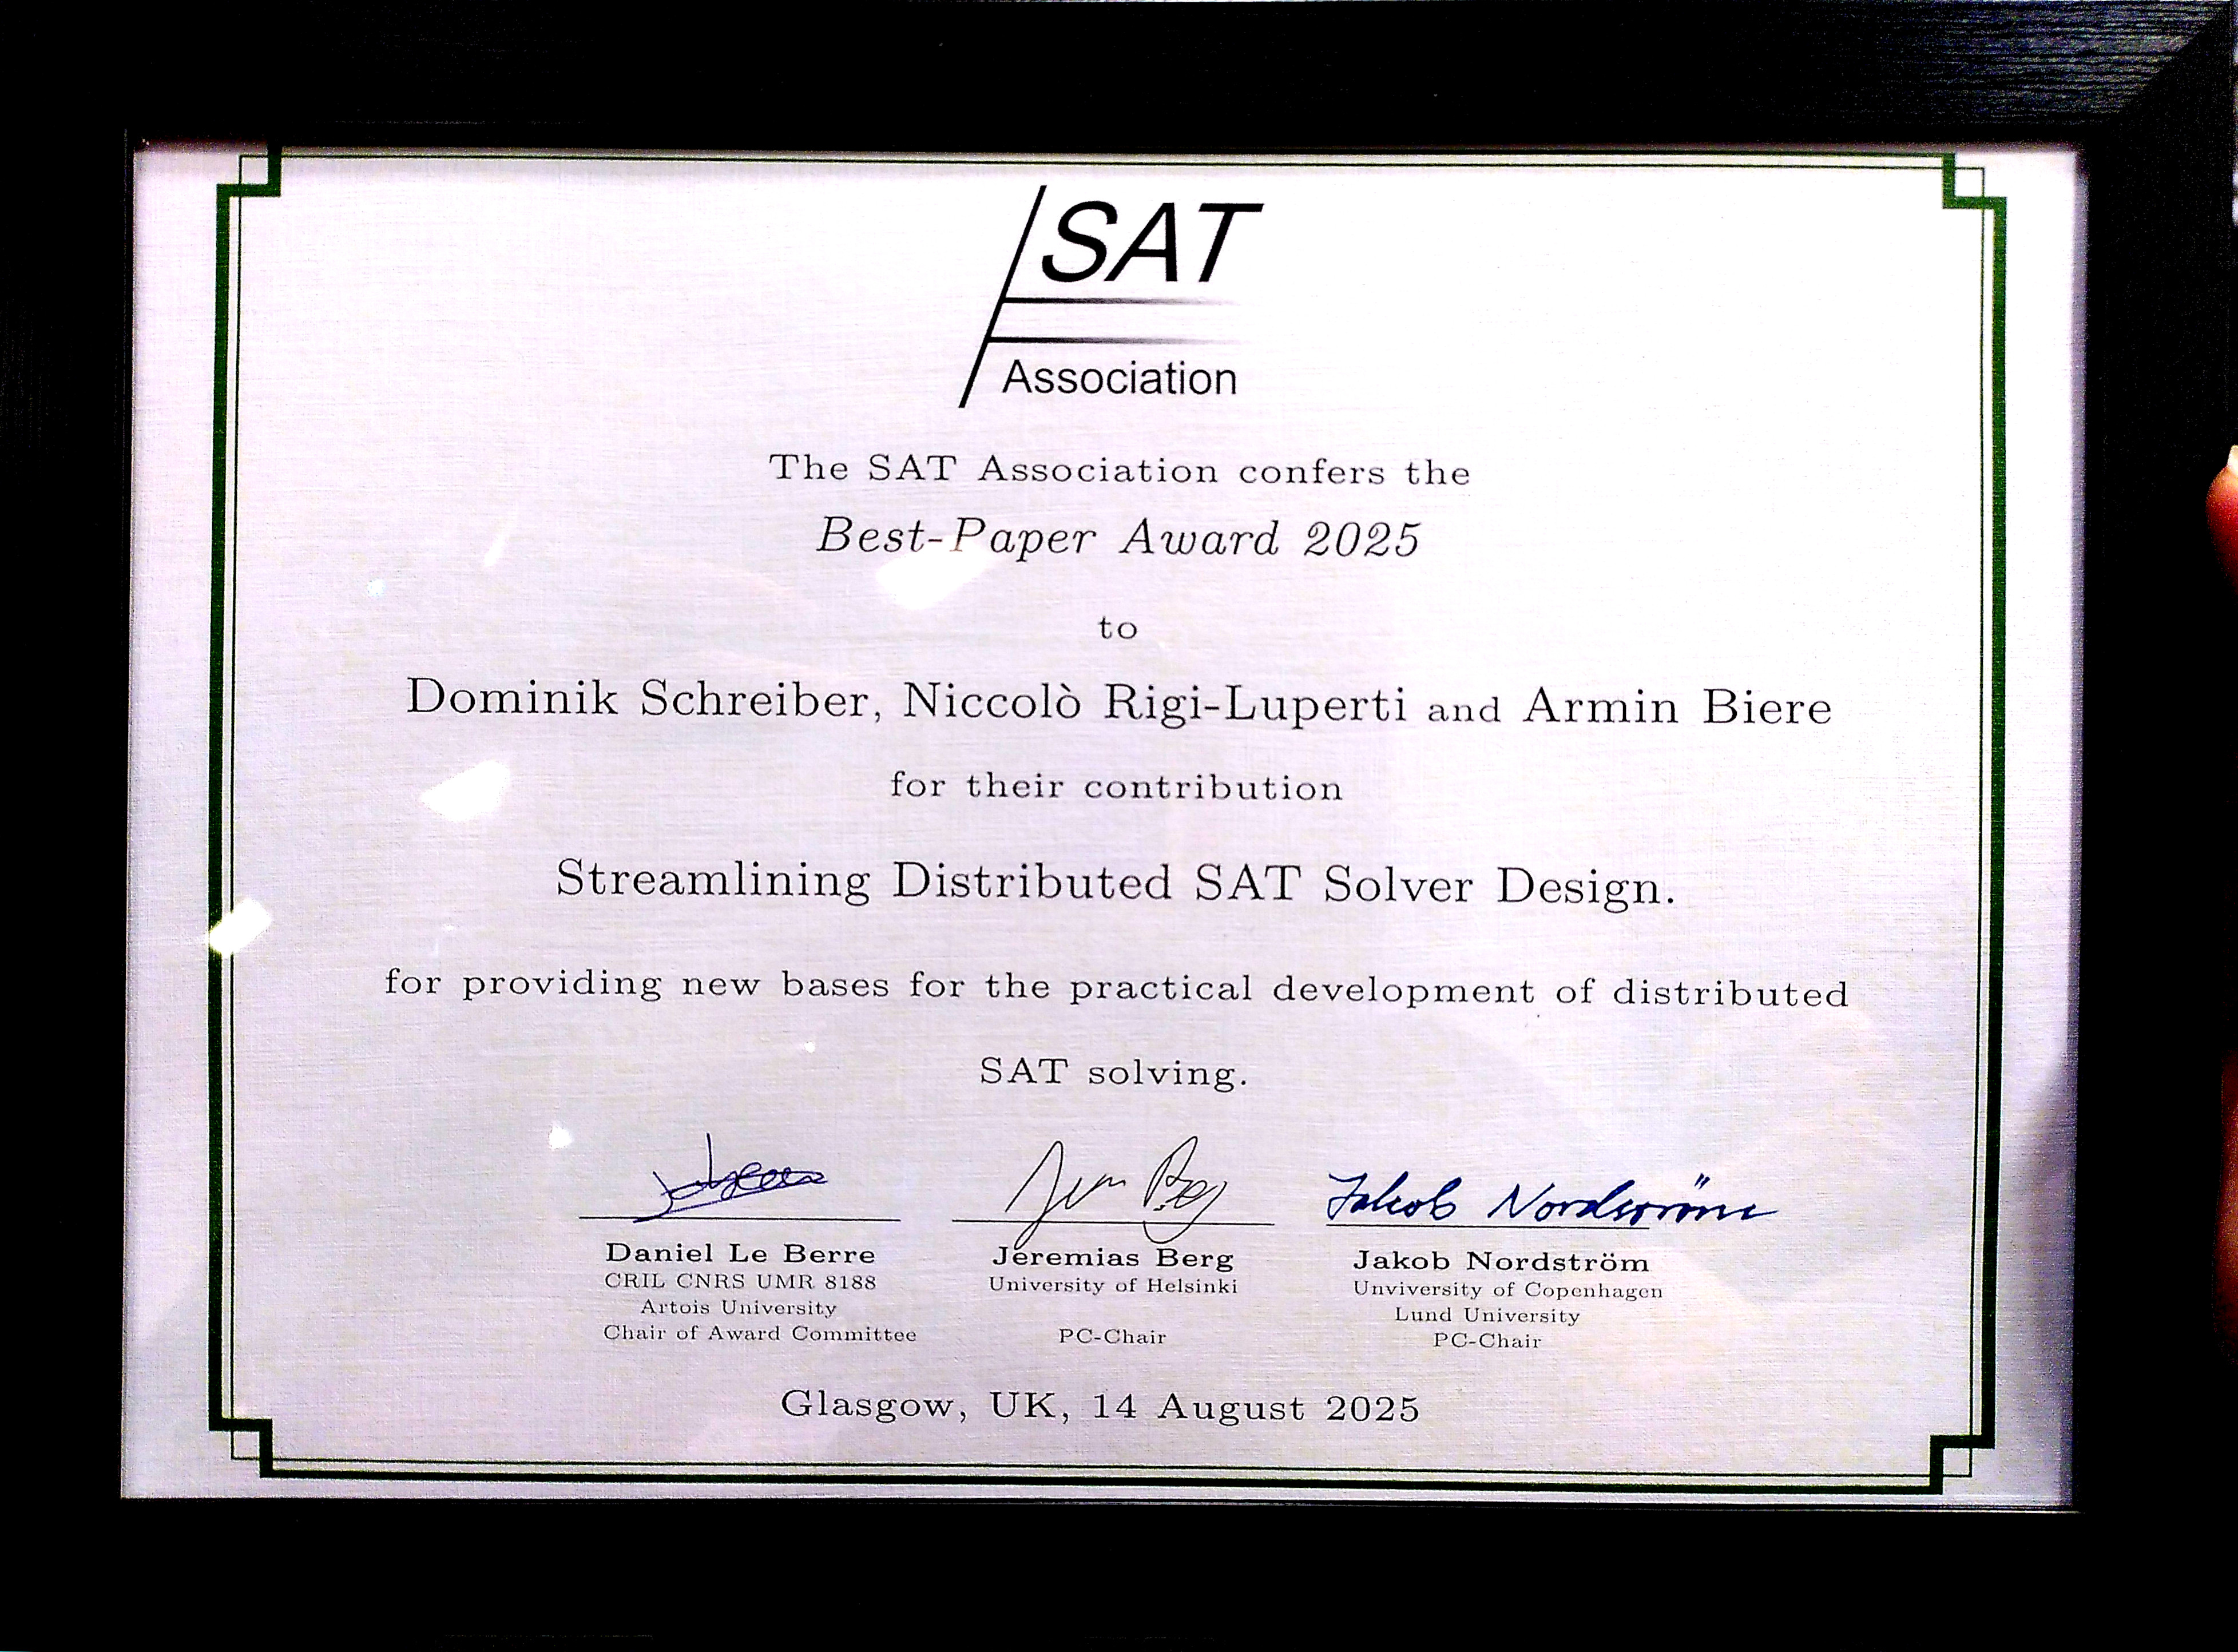 SAT
Association
The SAT Association confers the
Best-Paper Award 2025
to
Dominik Schreiber, Niccolò Rigi-Luperti and Armin Biere
for their contribution
Streamlining Distributed SAT Solver Design.
for providing new bases for the practical development of distributed
SAT solving.
Jakob Nordström
Daniel Le Berre
CRIL CNRS UMR 8188
Artois University
Chair of Award Committee
Jeremias Berg
University of Helsinki
PC-Chair
Jakob Nordström
Unviversity of Copenhagen
Lund University
PC-Chair
Glasgow, UK, 14 August 2025